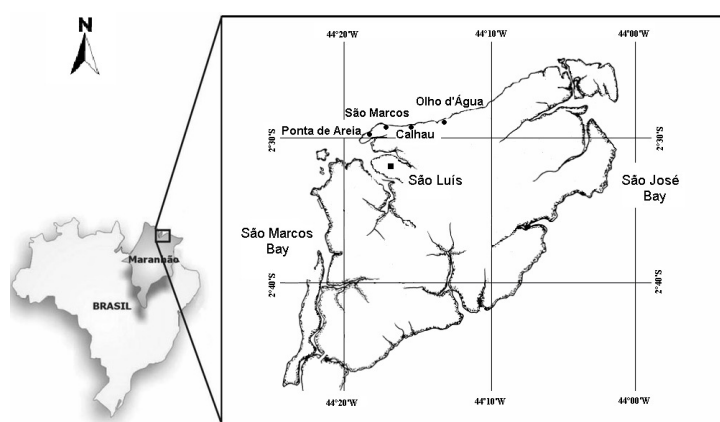 N
44°20'W
44°10'W
44°00'W
Olho d'Água
São Marcos
Ponta de Areia
Calhau
2°30'S
2°30'S
São Luís
São José
Bay
São Marcos
Bay
Maranhão
BRASIL
2°40'S
2°40'S
44°20'W
44°10'W
44°00'W